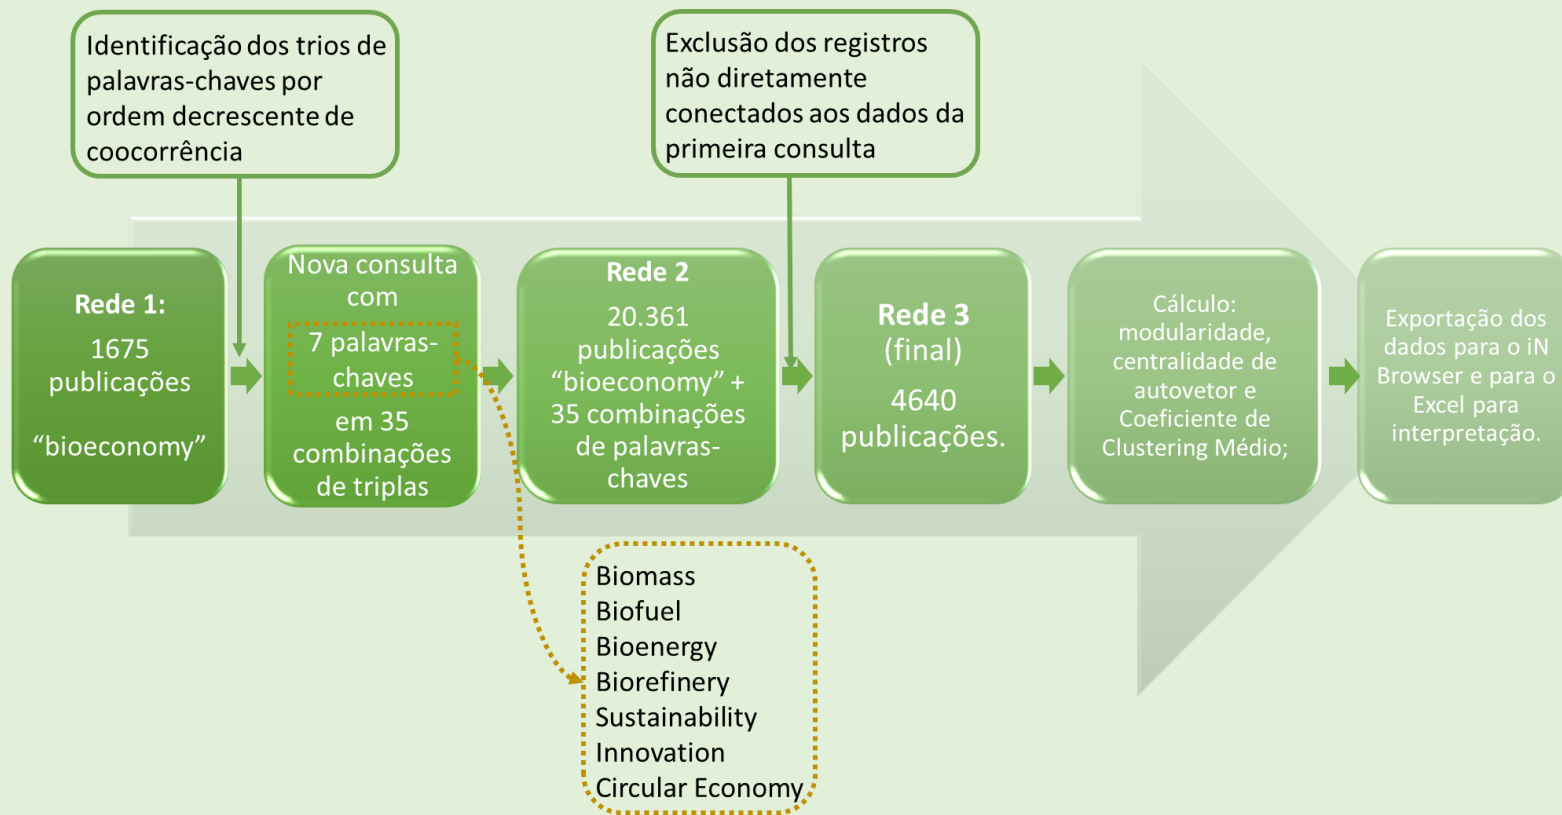 Identificação dos trios de
palavras-chaves por
ordem decrescente de
coocorrência
Exclusão dos registros
não diretamente
conectados aos dados da
primeira consulta
Rede 1:
1675
publicações
“bioeconomy”
Nova consulta
com
7 palavras-
chaves
em 35
combinações
de triplas
Rede 2
20.361
publicações
“bioeconomy” +
35 combinações
de palavras-
chaves
Rede 3
(final)
4640
publicações.
Cálculo:
modularidade,
centralidade de
autovetor e
Coeficiente de
Clustering Médio;
Exportação dos
dados para o iN
Browser e para o
Excel para
interpretação.
Biomass
Biofuel
Bioenergy
Biorefinery
Sustainability
Innovation
Circular Economy